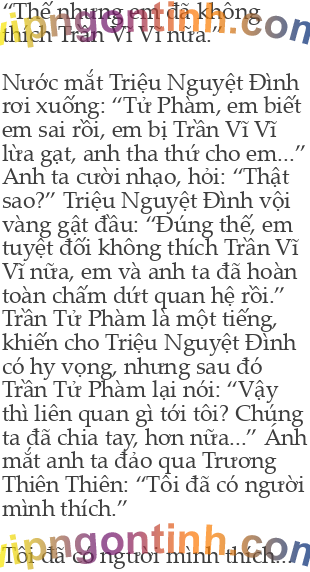 “Thế nhưng em đã không
thích Trần Vĩ Vĩ nữa.”
vipngontinh.com
Nước mắt Triệu Nguyệt Đình
rơi xuống: “Tử Phàm, em biết
em sai rồi, em bị Trần Vĩ Vĩ
lừa gạt, anh tha thứ cho em...”
Anh ta cười nhạo, hỏi: “Thật
sao?” Triệu Nguyệt Đình vội
vàng gật đầu: “Đúng thế, em
tuyệt đối không thích Trần Vĩ
Vĩ nữa, em và anh ta đã hoàn
toàn chấm dứt quan hệ rồi.”
Trần Tử Phàm là một tiếng,
khiến cho Triệu Nguyệt Đình
có hy vọng, nhưng sau đó
Trần Tử Phàm lại nói: “Vậy
thì liên quan gì tới tôi? Chúng
ta đã chia tay, hơn nữa...” Ánh
mắt anh ta đảo qua Trương
Thiên Thiên: “Tôi đã có người
mình thích.”
Tôi đã có người mình thích...
vipngontinh.com